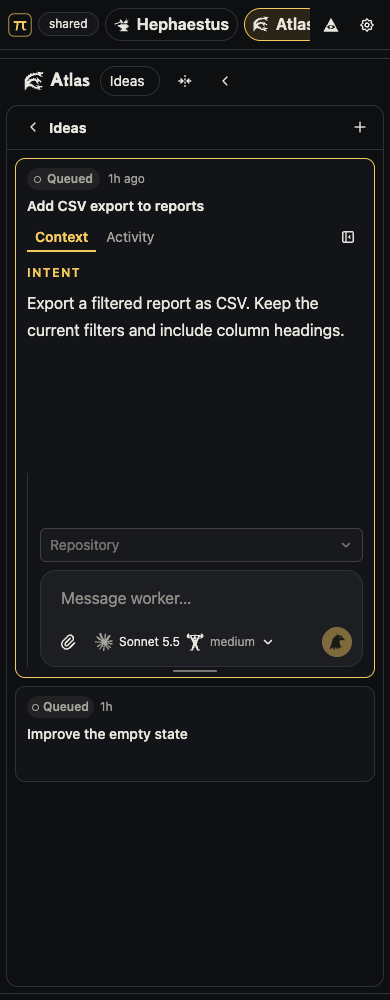 π
shared
Hephaestus
Atlas
Atlas
Ideas
Ideas
Queued
1h ago
Add CSV export to reports
Context
Activity
INTENT
Export a filtered report as CSV. Keep the
current filters and include column headings.
Repository
Message worker...
Sonnet 5.5
medium
Queued
1h
Improve the empty state